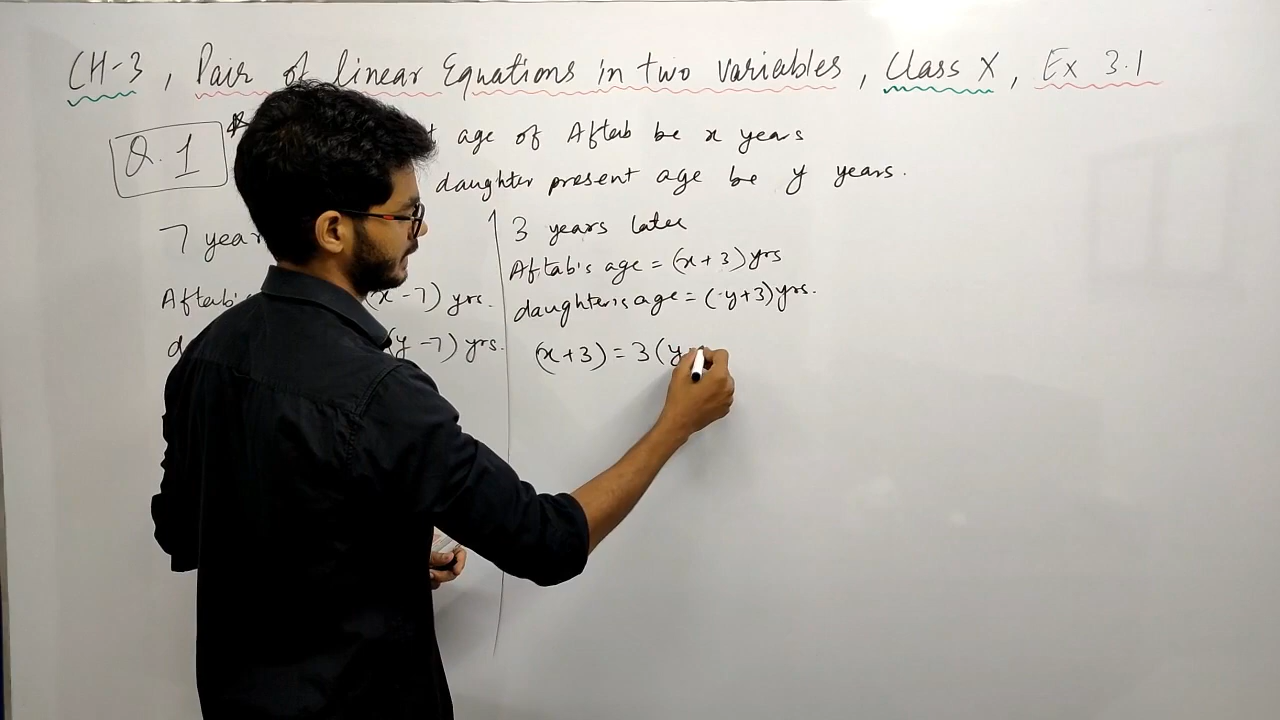 CH-3, Pair of linear Equations in two variables, Class X, Ex 3.1
Q.1
age of Aftab be x years
daughter present age be y years.
7 year
(x-7) yrs.
(y-7) yrs.
3 years later
Aftab's age = (x+3) yrs
daughter's age = (y+3) yrs.
(x+3) = 3(y